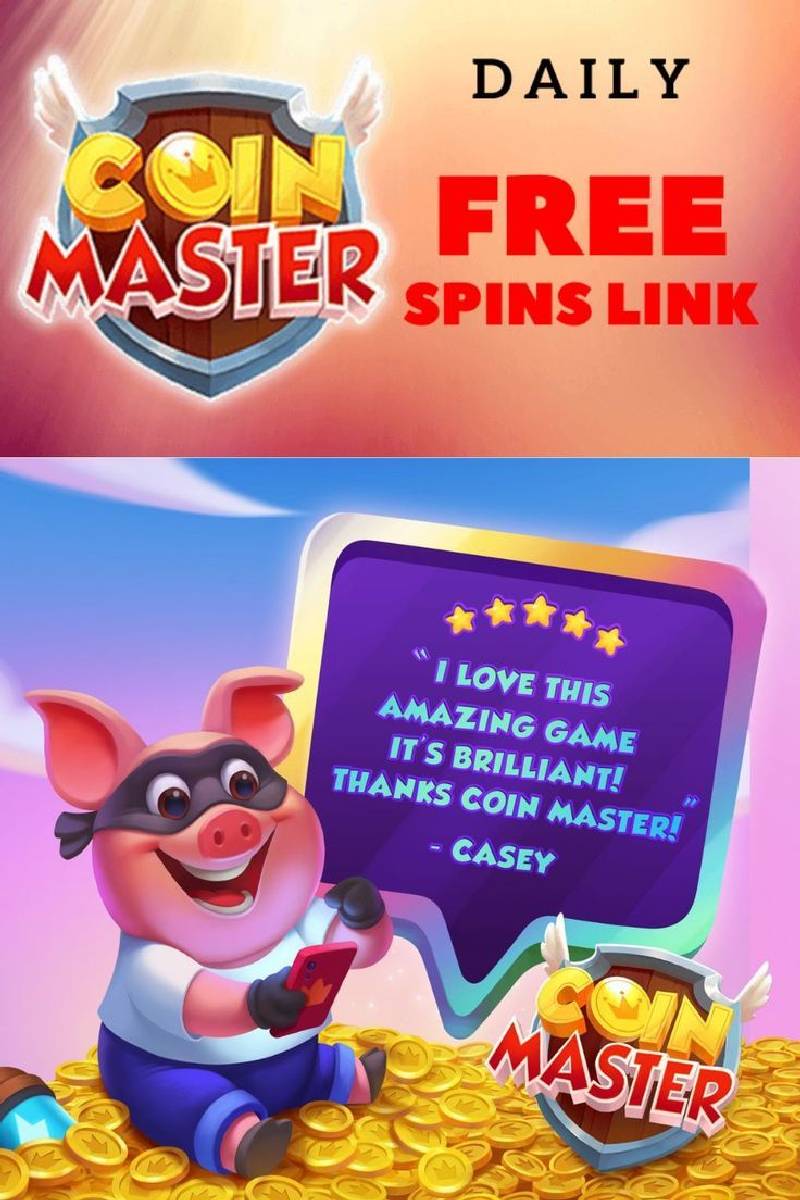 COIN
MASTER
DAILY
FREE
SPINS LINK
"I LOVE THIS
AMAZING GAME
IT'S BRILLIANT!
THANKS COIN MASTER!"
- CASEY
COIN
MASTER